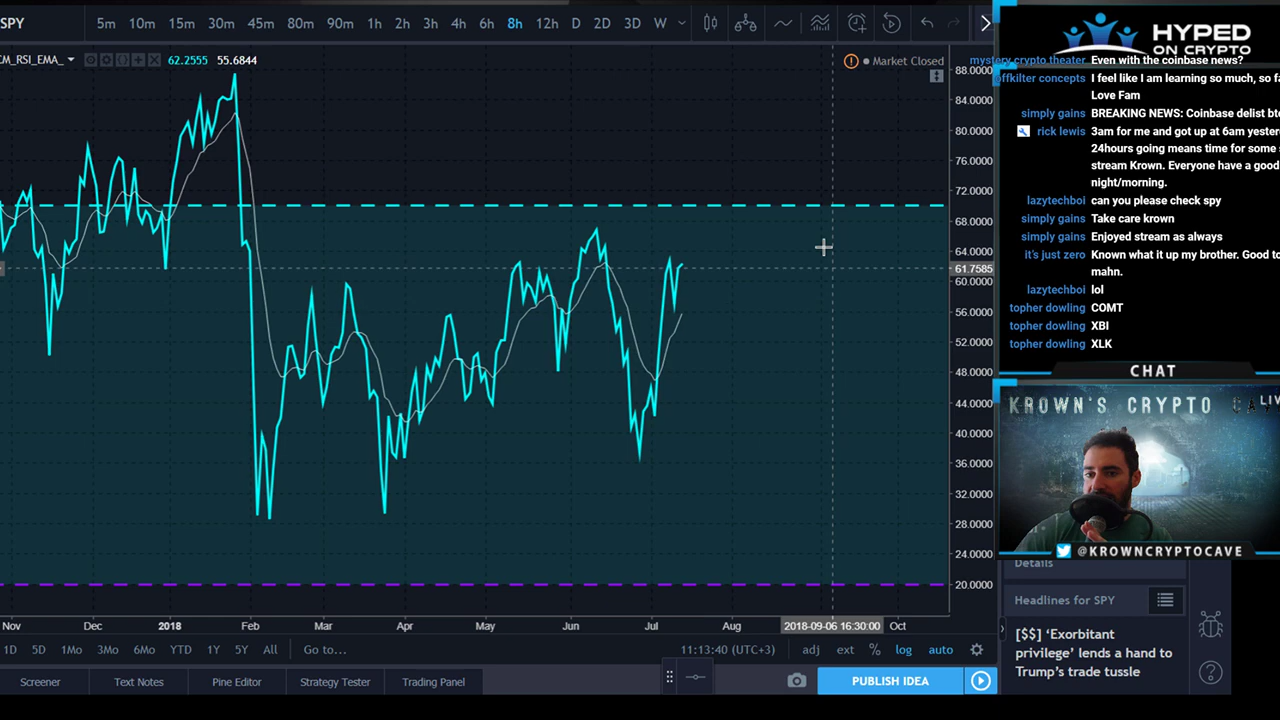 SPY 5m 10m 15m 30m 45m 80m 90m 1h 2h 3h 4h 6h 8h 12h D 2D 3D W
CM_RSI_EMA_ 62.2555 55.6844
Market Closed
88.0000
84.0000
80.0000
76.0000
72.0000
68.0000
64.0000
61.7585
60.0000
56.0000
52.0000
48.0000
44.0000
40.0000
36.0000
32.0000
28.0000
24.0000
20.0000
Nov Dec 2018 Feb Mar Apr May Jun Jul Aug 2018-09-06 16:30:00 Oct
1D 5D 1Mo 3Mo 6Mo YTD 1Y 5Y All Go to... 11:13:40 (UTC+3) adj ext % log auto
Screener Text Notes Pine Editor Strategy Tester Trading Panel PUBLISH IDEA
HYPED
ON CRYPTO
mystery crypto theater Even with the coinbase news?
offkilter concepts I feel like I am learning so much, so fa
Love Fam
simply gains BREAKING NEWS: Coinbase delist bt
rick lewis 3am for me and got up at 6am yester
24hours going means time for some s
stream Krown. Everyone have a good
night/morning.
lazytechboi can you please check spy
simply gains Take care krown
simply gains Enjoyed stream as always
it's just zero Known what it up my brother. Good to
mahn.
lazytechboi lol
topher dowling COMT
topher dowling XBI
topher dowling XLK
CHAT
KROWN'S CRYPTO CAVE
LIV
@KROWNCRYPTOCAVE
Details
Headlines for SPY
[$$] ‘Exorbitant
privilege’ lends a hand to
Trump’s trade tussle